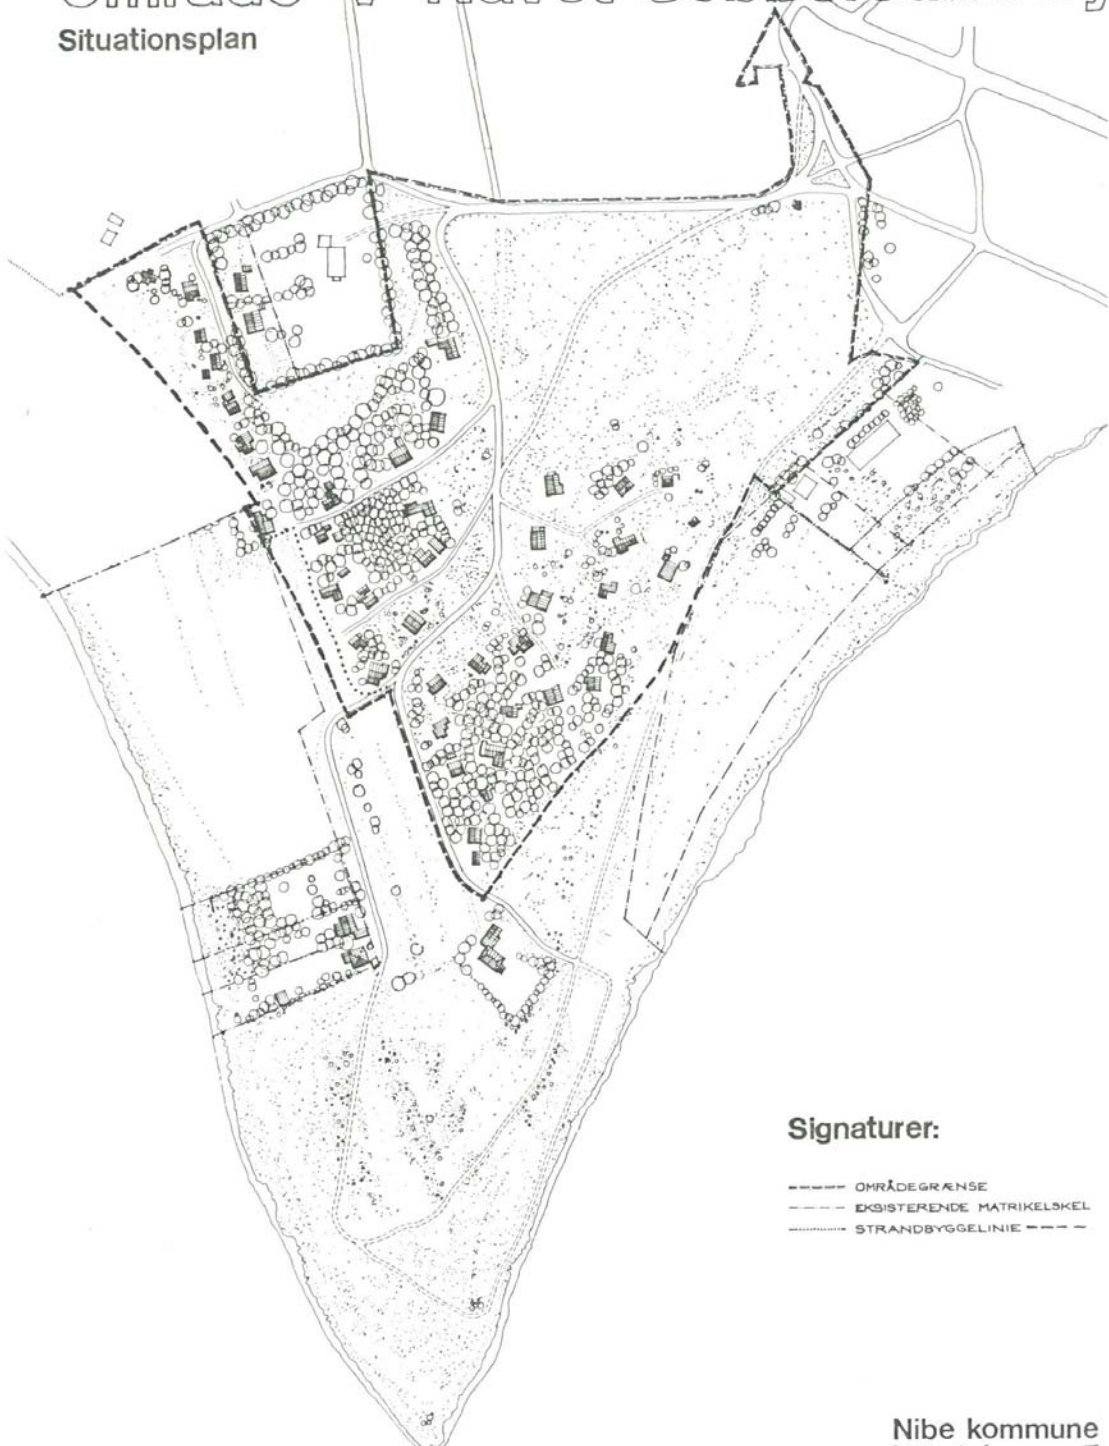 Situationsplan
Signaturer:
OMRÅDEGRÆNSE
EKSISTERENDE MATRIKELSKEL
STRANDBYGGELINIE
Nibe kommune